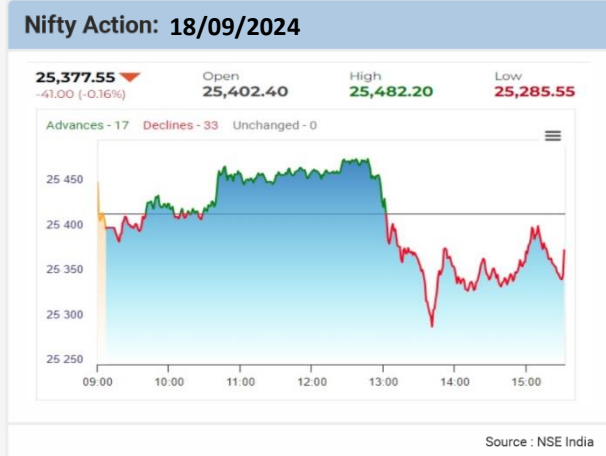 Nifty Action: 18/09/2024
25,377.55
-41.00 (-0.16%)
Open
25,402.40
High
25,482.20
Low
25,285.55
Advances - 17 Declines - 33 Unchanged - 0
25 450
25 400
25 350
25 300
25 250
09:00 10:00 11:00 12:00 13:00 14:00 15:00
Source : NSE India